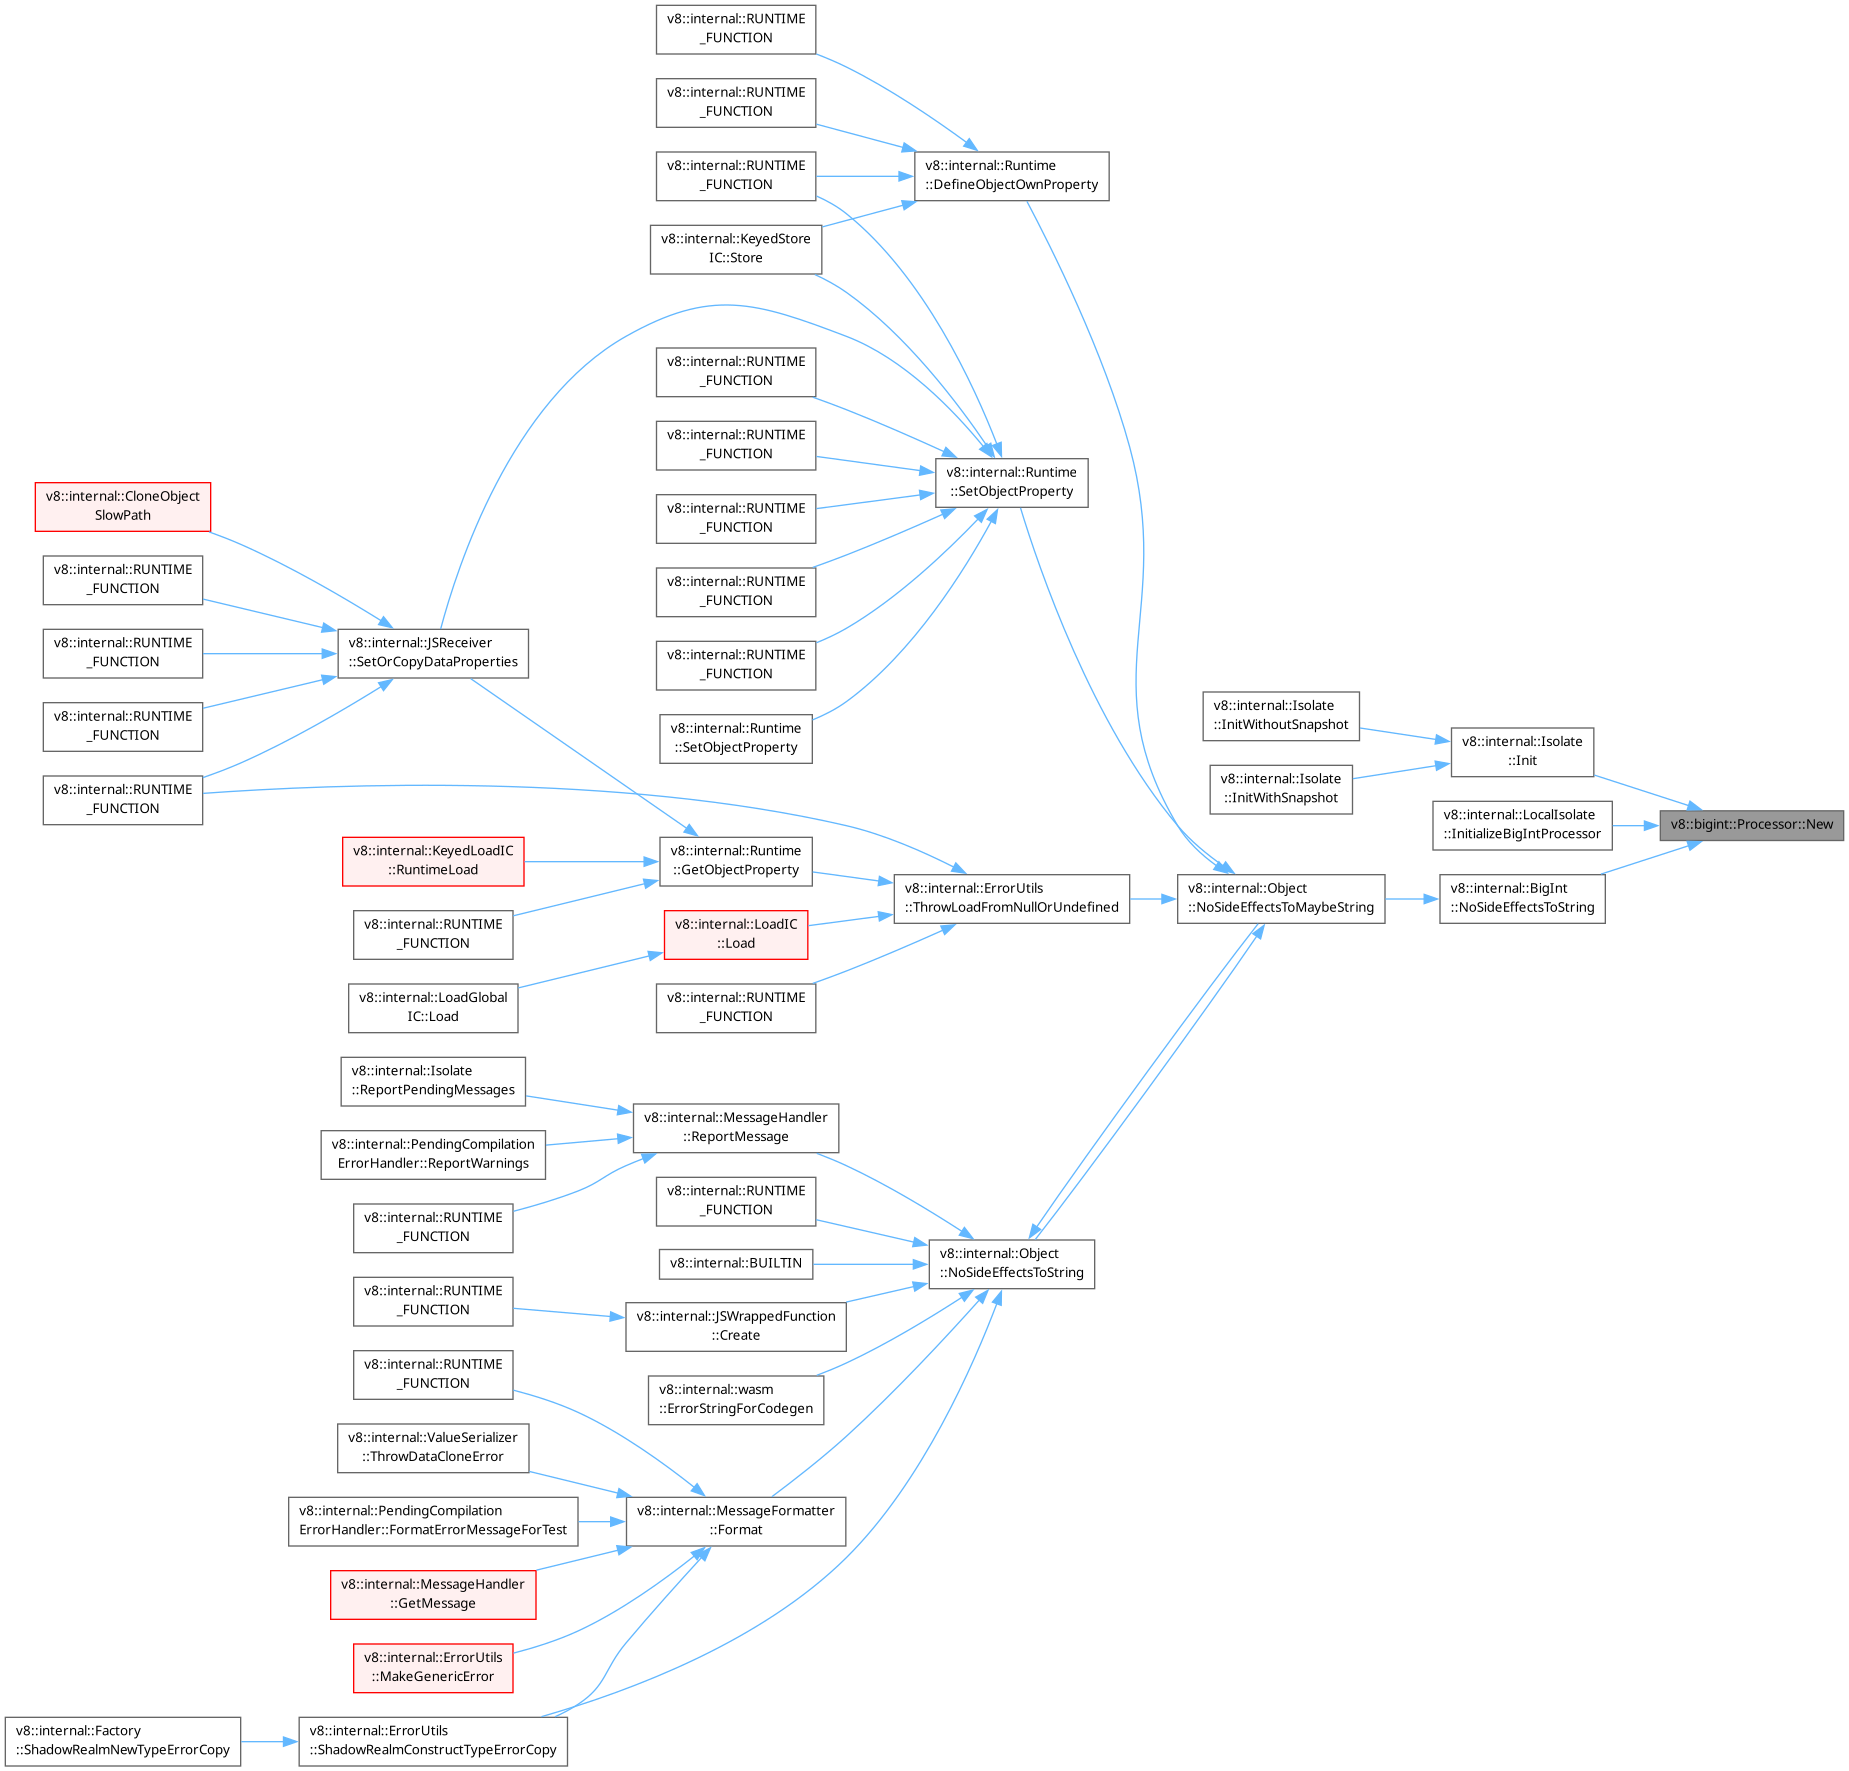 v8::internal::RUNTIME
_FUNCTION
v8::internal::RUNTIME
_FUNCTION
v8::internal::RUNTIME
_FUNCTION
v8::internal::Runtime
::DefineObjectOwnProperty
v8::internal::KeyedStore
IC::Store
v8::internal::RUNTIME
_FUNCTION
v8::internal::RUNTIME
_FUNCTION
v8::internal::Runtime
::SetObjectProperty
v8::internal::RUNTIME
_FUNCTION
v8::internal::RUNTIME
_FUNCTION
v8::internal::RUNTIME
_FUNCTION
v8::internal::Runtime
::SetObjectProperty
v8::internal::CloneObject
SlowPath
v8::internal::RUNTIME
_FUNCTION
v8::internal::RUNTIME
_FUNCTION
v8::internal::JSReceiver
::SetOrCopyDataProperties
v8::internal::RUNTIME
_FUNCTION
v8::internal::RUNTIME
_FUNCTION
v8::internal::Isolate
::InitWithoutSnapshot
v8::internal::Isolate
::Init
v8::internal::Isolate
::InitWithSnapshot
v8::internal::LocalIsolate
::InitializeBigIntProcessor
v8::bigint::Processor::New
v8::internal::KeyedLoadIC
::RuntimeLoad
v8::internal::Runtime
::GetObjectProperty
v8::internal::ErrorUtils
::ThrowLoadFromNullOrUndefined
v8::internal::Object
::NoSideEffectsToMaybeString
v8::internal::BigInt
::NoSideEffectsToString
v8::internal::RUNTIME
_FUNCTION
v8::internal::LoadIC
::Load
v8::internal::LoadGlobal
IC::Load
v8::internal::RUNTIME
_FUNCTION
v8::internal::Isolate
::ReportPendingMessages
v8::internal::MessageHandler
::ReportMessage
v8::internal::PendingCompilation
ErrorHandler::ReportWarnings
v8::internal::RUNTIME
_FUNCTION
v8::internal::RUNTIME
_FUNCTION
v8::internal::BUILTIN
v8::internal::Object
::NoSideEffectsToString
v8::internal::RUNTIME
_FUNCTION
v8::internal::JSWrappedFunction
::Create
v8::internal::RUNTIME
_FUNCTION
v8::internal::wasm
::ErrorStringForCodegen
v8::internal::ValueSerializer
::ThrowDataCloneError
v8::internal::PendingCompilation
ErrorHandler::FormatErrorMessageForTest
v8::internal::MessageFormatter
::Format
v8::internal::MessageHandler
::GetMessage
v8::internal::ErrorUtils
::MakeGenericError
v8::internal::Factory
::ShadowRealmNewTypeErrorCopy
v8::internal::ErrorUtils
::ShadowRealmConstructTypeErrorCopy